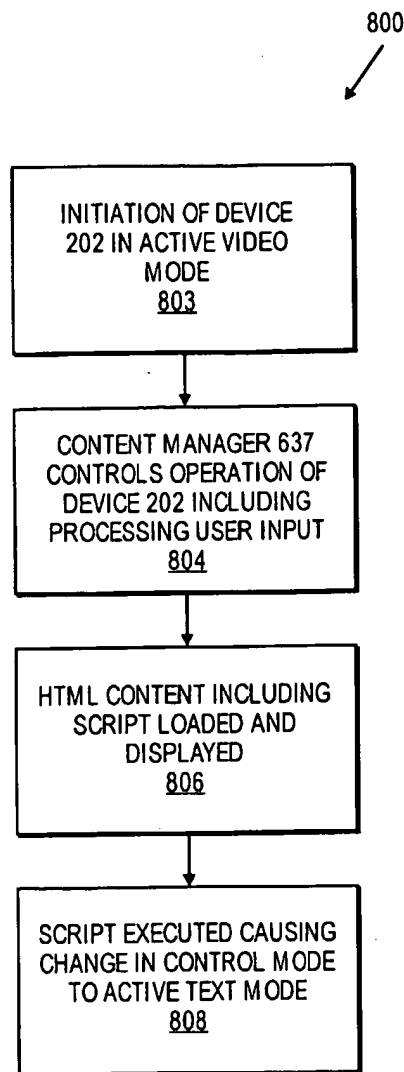 800
INITIATION OF DEVICE
202 IN ACTIVE VIDEO
MODE
803
CONTENT MANAGER 637
CONTROLS OPERATION OF
DEVICE 202 INCLUDING
PROCESSING USER INPUT
804
HTML CONTENT INCLUDING
SCRIPT LOADED AND
DISPLAYED
806
SCRIPT EXECUTED CAUSING
CHANGE IN CONTROL MODE
TO ACTIVE TEXT MODE
808